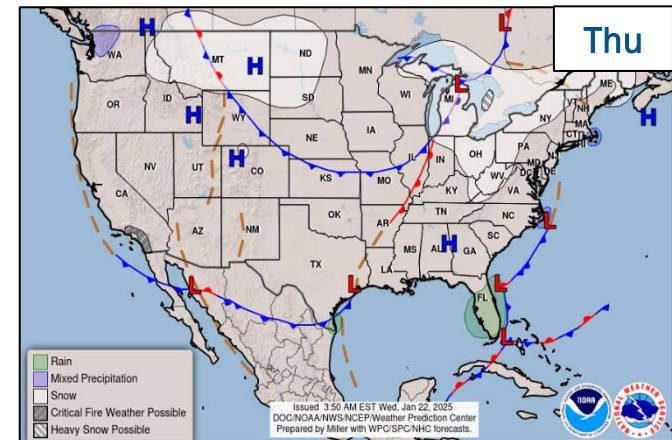 Thu
L
H
WA
MT
ND
MN
H
L
ME
VT
NH
OR
ID
H
WY
SD
WI
MI
NY
MA
CT
RI
H
NE
IA
PA
NJ
NV
UT
H
CO
IL
IN
OH
MD
DE
DC
WV
VA
CA
KS
MO
KY
AZ
NM
OK
AR
TN
NC
L
MS
AL
H
GA
SC
TX
LA
L
L
L
FL
L
Rain
Mixed Precipitation
Snow
Critical Fire Weather Possible
Heavy Snow Possible
Issued 3:50 AM EST Wed, Jan 22, 2025
DOC/NOAA/NWS/NCEP/Weather Prediction Center
Prepared by Miller with WPC/SPC/NHC forecasts.
NOAA